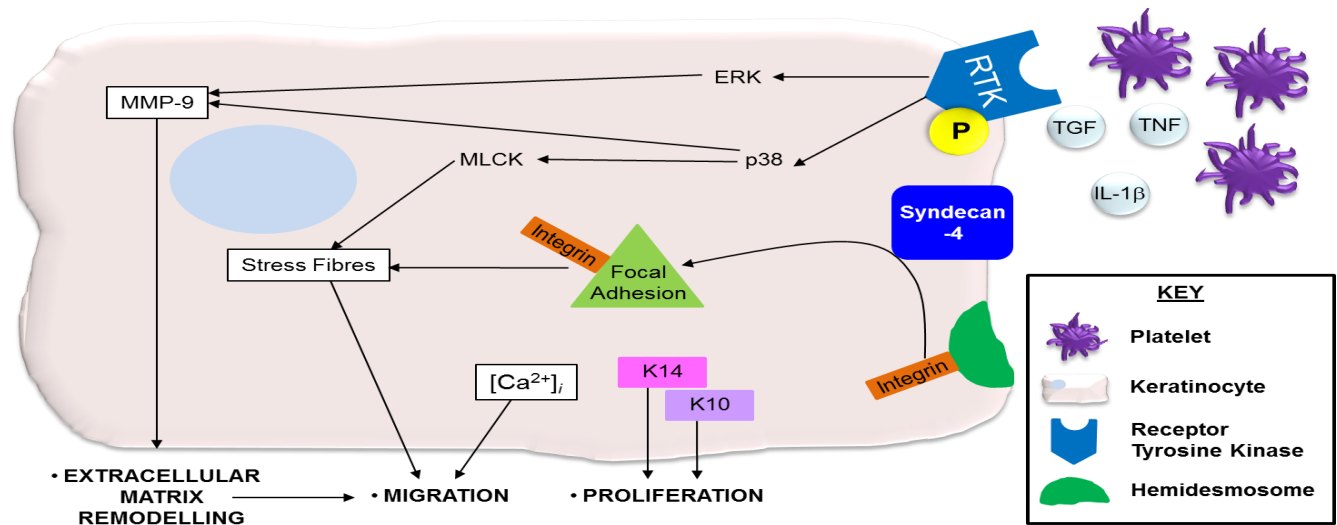 RTK
P
TGF
TNF
IL-1β
ERK
MMP-9
MLCK
p38
Syndecan
-4
Integrin
Focal
Adhesion
Stress Fibres
Integrin
[Ca²⁺]ᵢ
K14
K10
• EXTRACELLULAR
MATRIX
REMODELLING
• MIGRATION
• PROLIFERATION
KEY
Platelet
Keratinocyte
Receptor
Tyrosine Kinase
Hemidesmosome